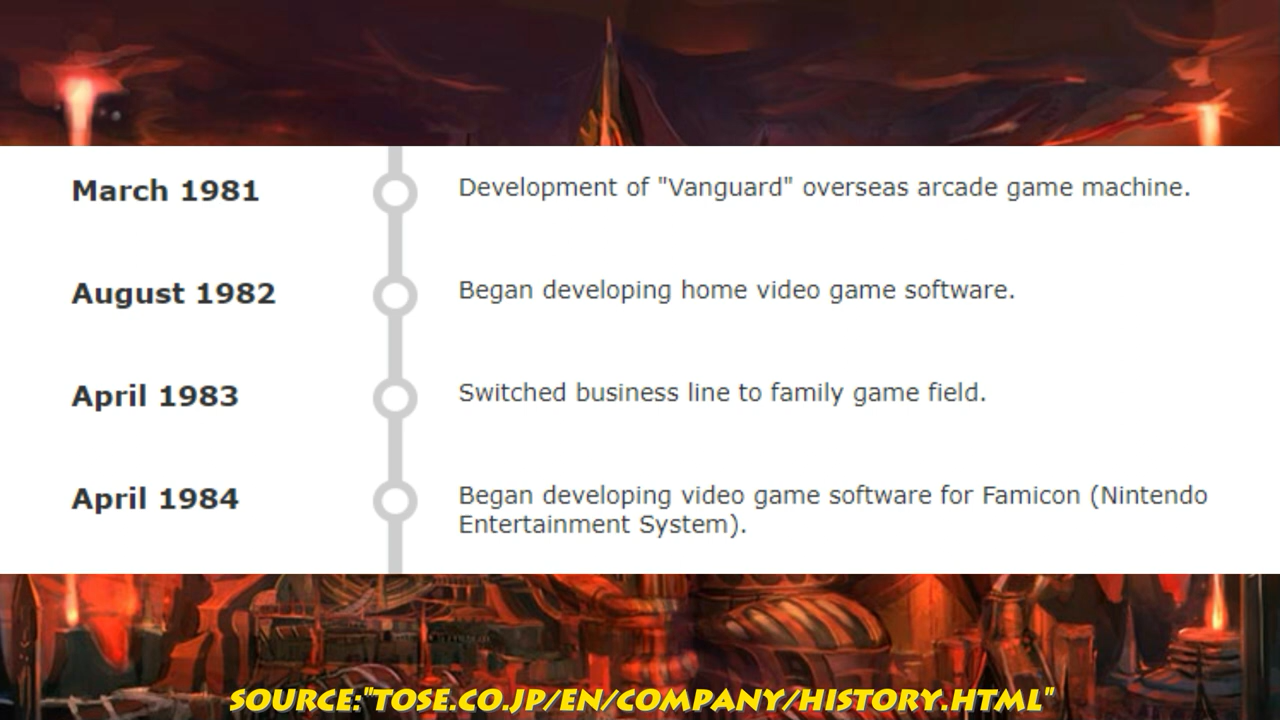 March 1981
Development of "Vanguard" overseas arcade game machine.
August 1982
Began developing home video game software.
April 1983
Switched business line to family game field.
April 1984
Began developing video game software for Famicon (Nintendo
Entertainment System).
SOURCE:"TOSE.CO.JP/EN/COMPANY/HISTORY.HTML"